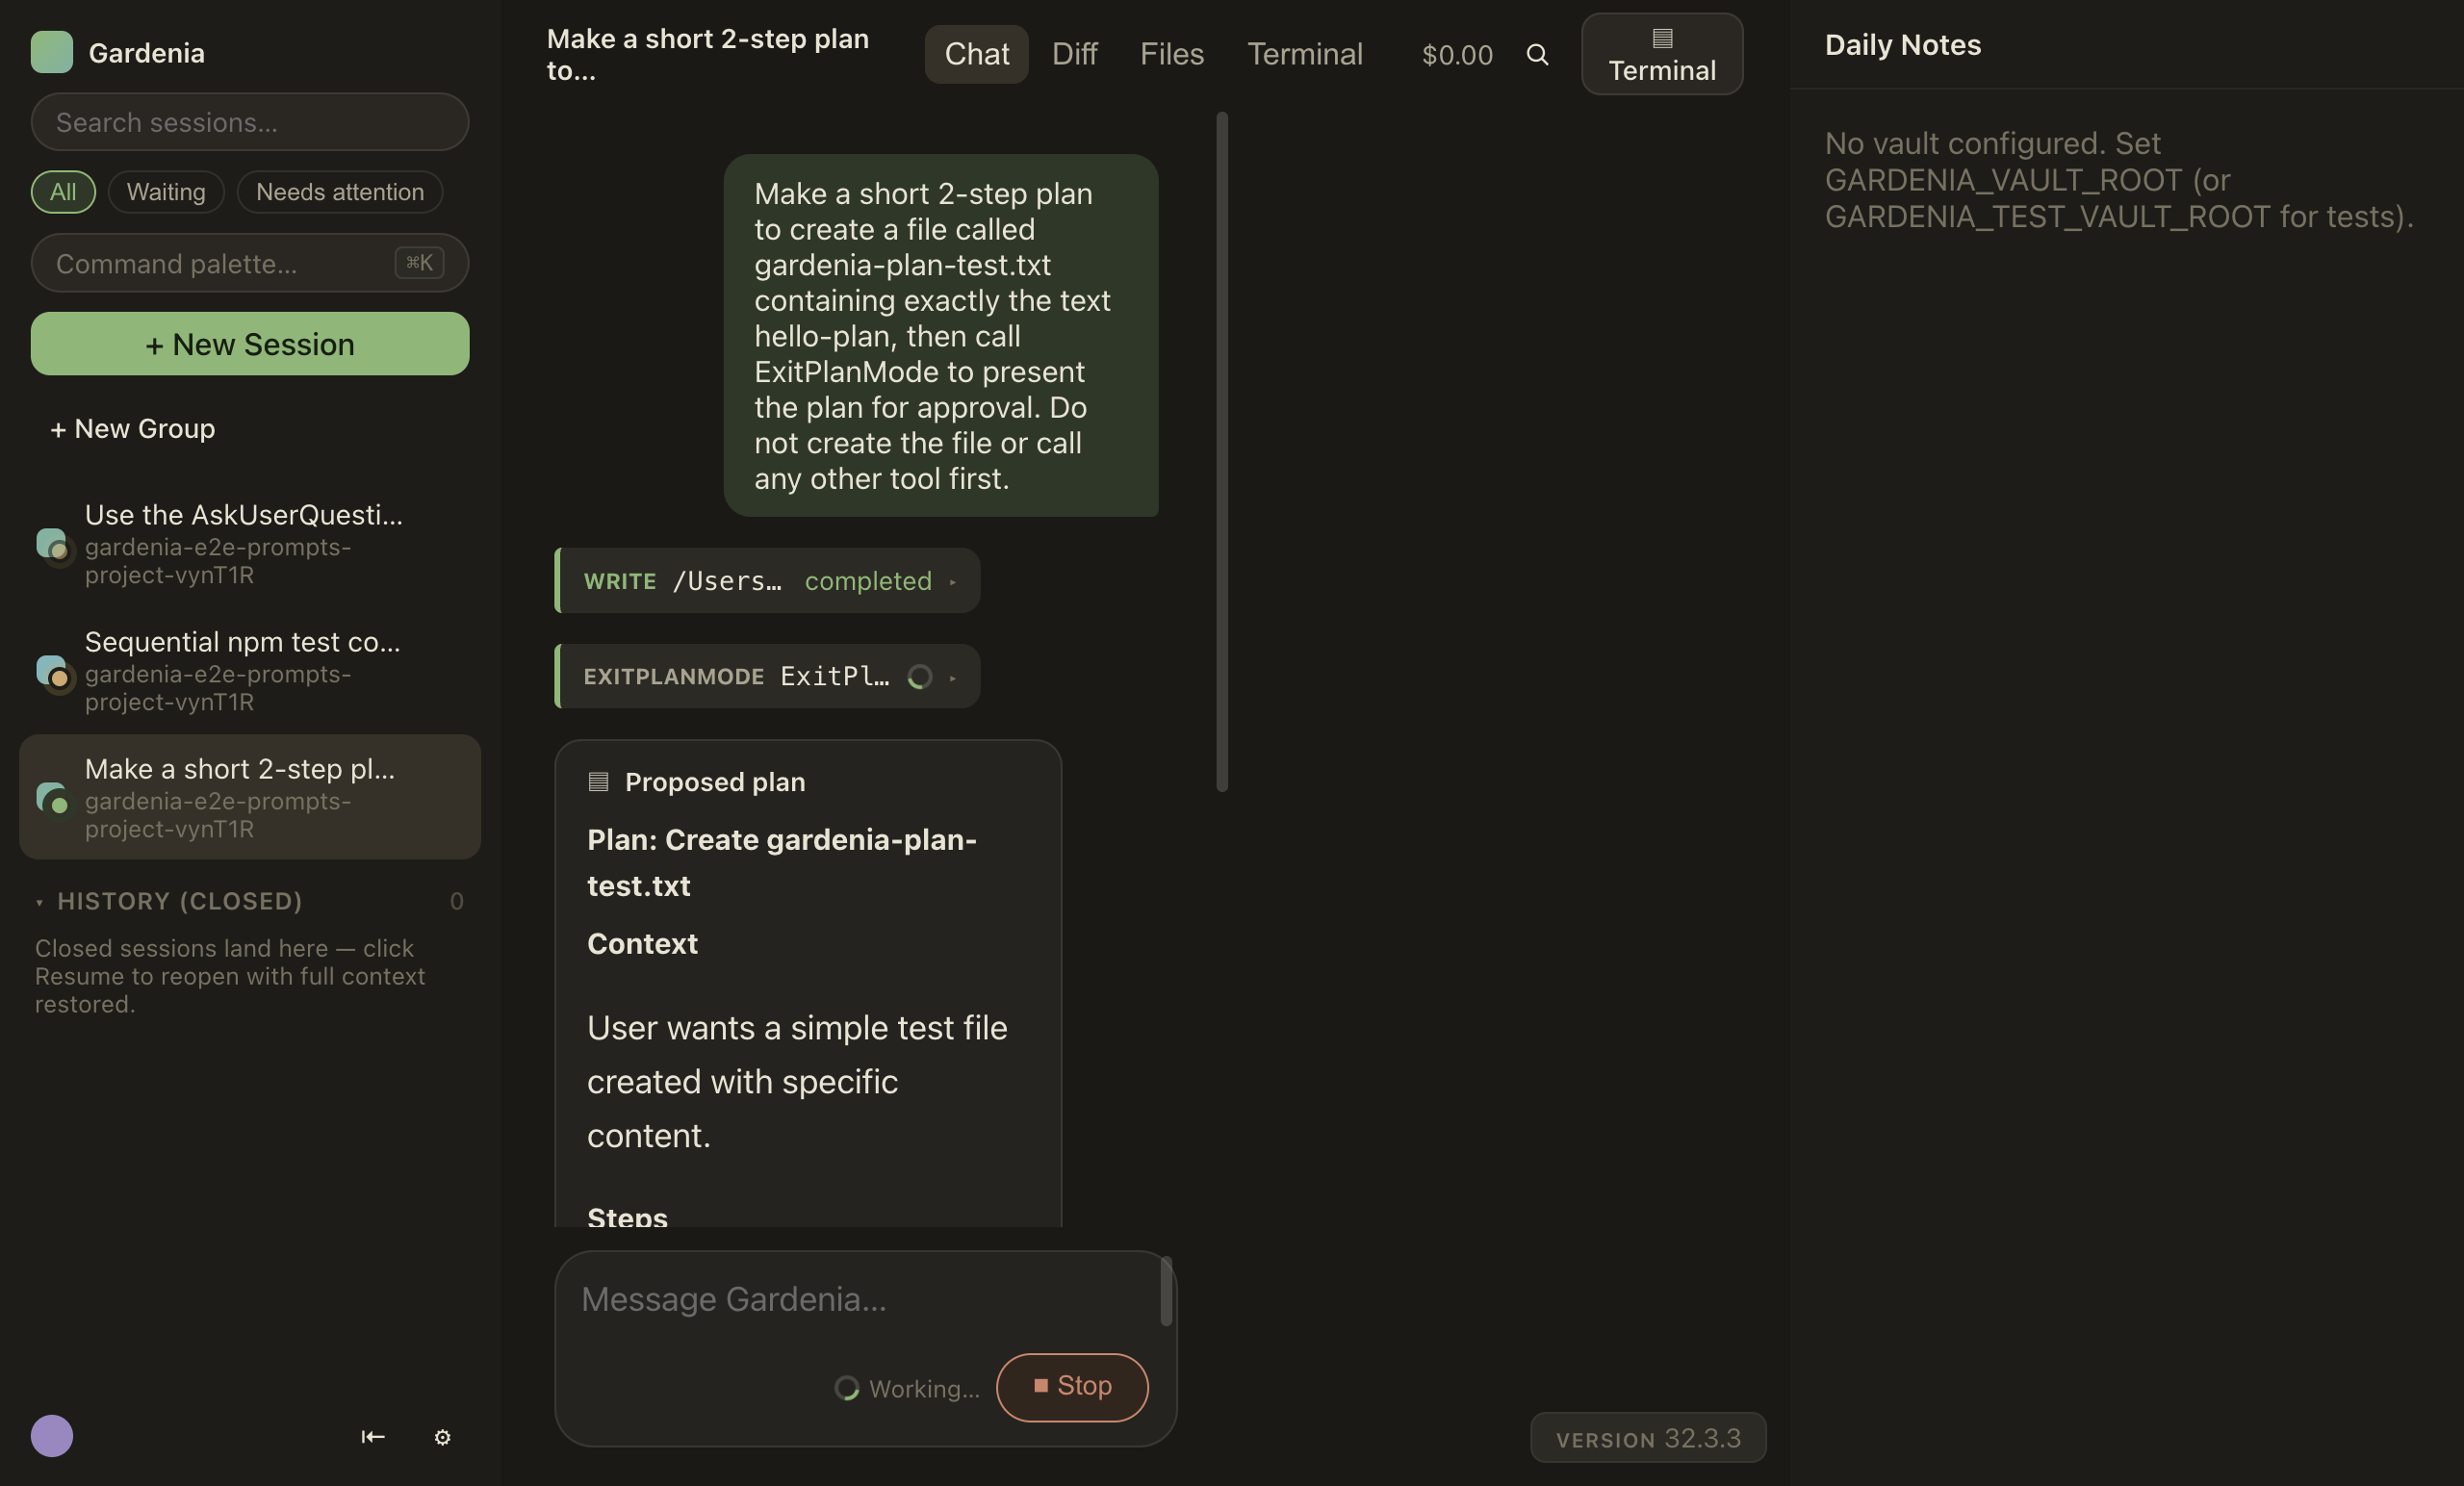 Gardenia
Search sessions...
All
Waiting
Needs attention
Command palette...
⌘K
+ New Session
+ New Group
Use the AskUserQuesti...
gardenia-e2e-prompts-
project-vynT1R
Sequential npm test co...
gardenia-e2e-prompts-
project-vynT1R
Make a short 2-step pl...
gardenia-e2e-prompts-
project-vynT1R
HISTORY (CLOSED)
0
Closed sessions land here — click
Resume to reopen with full context
restored.
Make a short 2-step plan
to...
Chat
Diff
Files
Terminal
$0.00
Terminal
Make a short 2-step plan
to create a file called
gardenia-plan-test.txt
containing exactly the text
hello-plan, then call
ExitPlanMode to present
the plan for approval. Do
not create the file or call
any other tool first.
WRITE /Users… completed
EXITPLANMODE ExitPl…
Proposed plan
Plan: Create gardenia-plan-
test.txt
Context
User wants a simple test file
created with specific
content.
Steps
Message Gardenia...
Working...
Stop
VERSION 32.3.3
Daily Notes
No vault configured. Set
GARDENIA_VAULT_ROOT (or
GARDENIA_TEST_VAULT_ROOT for tests).